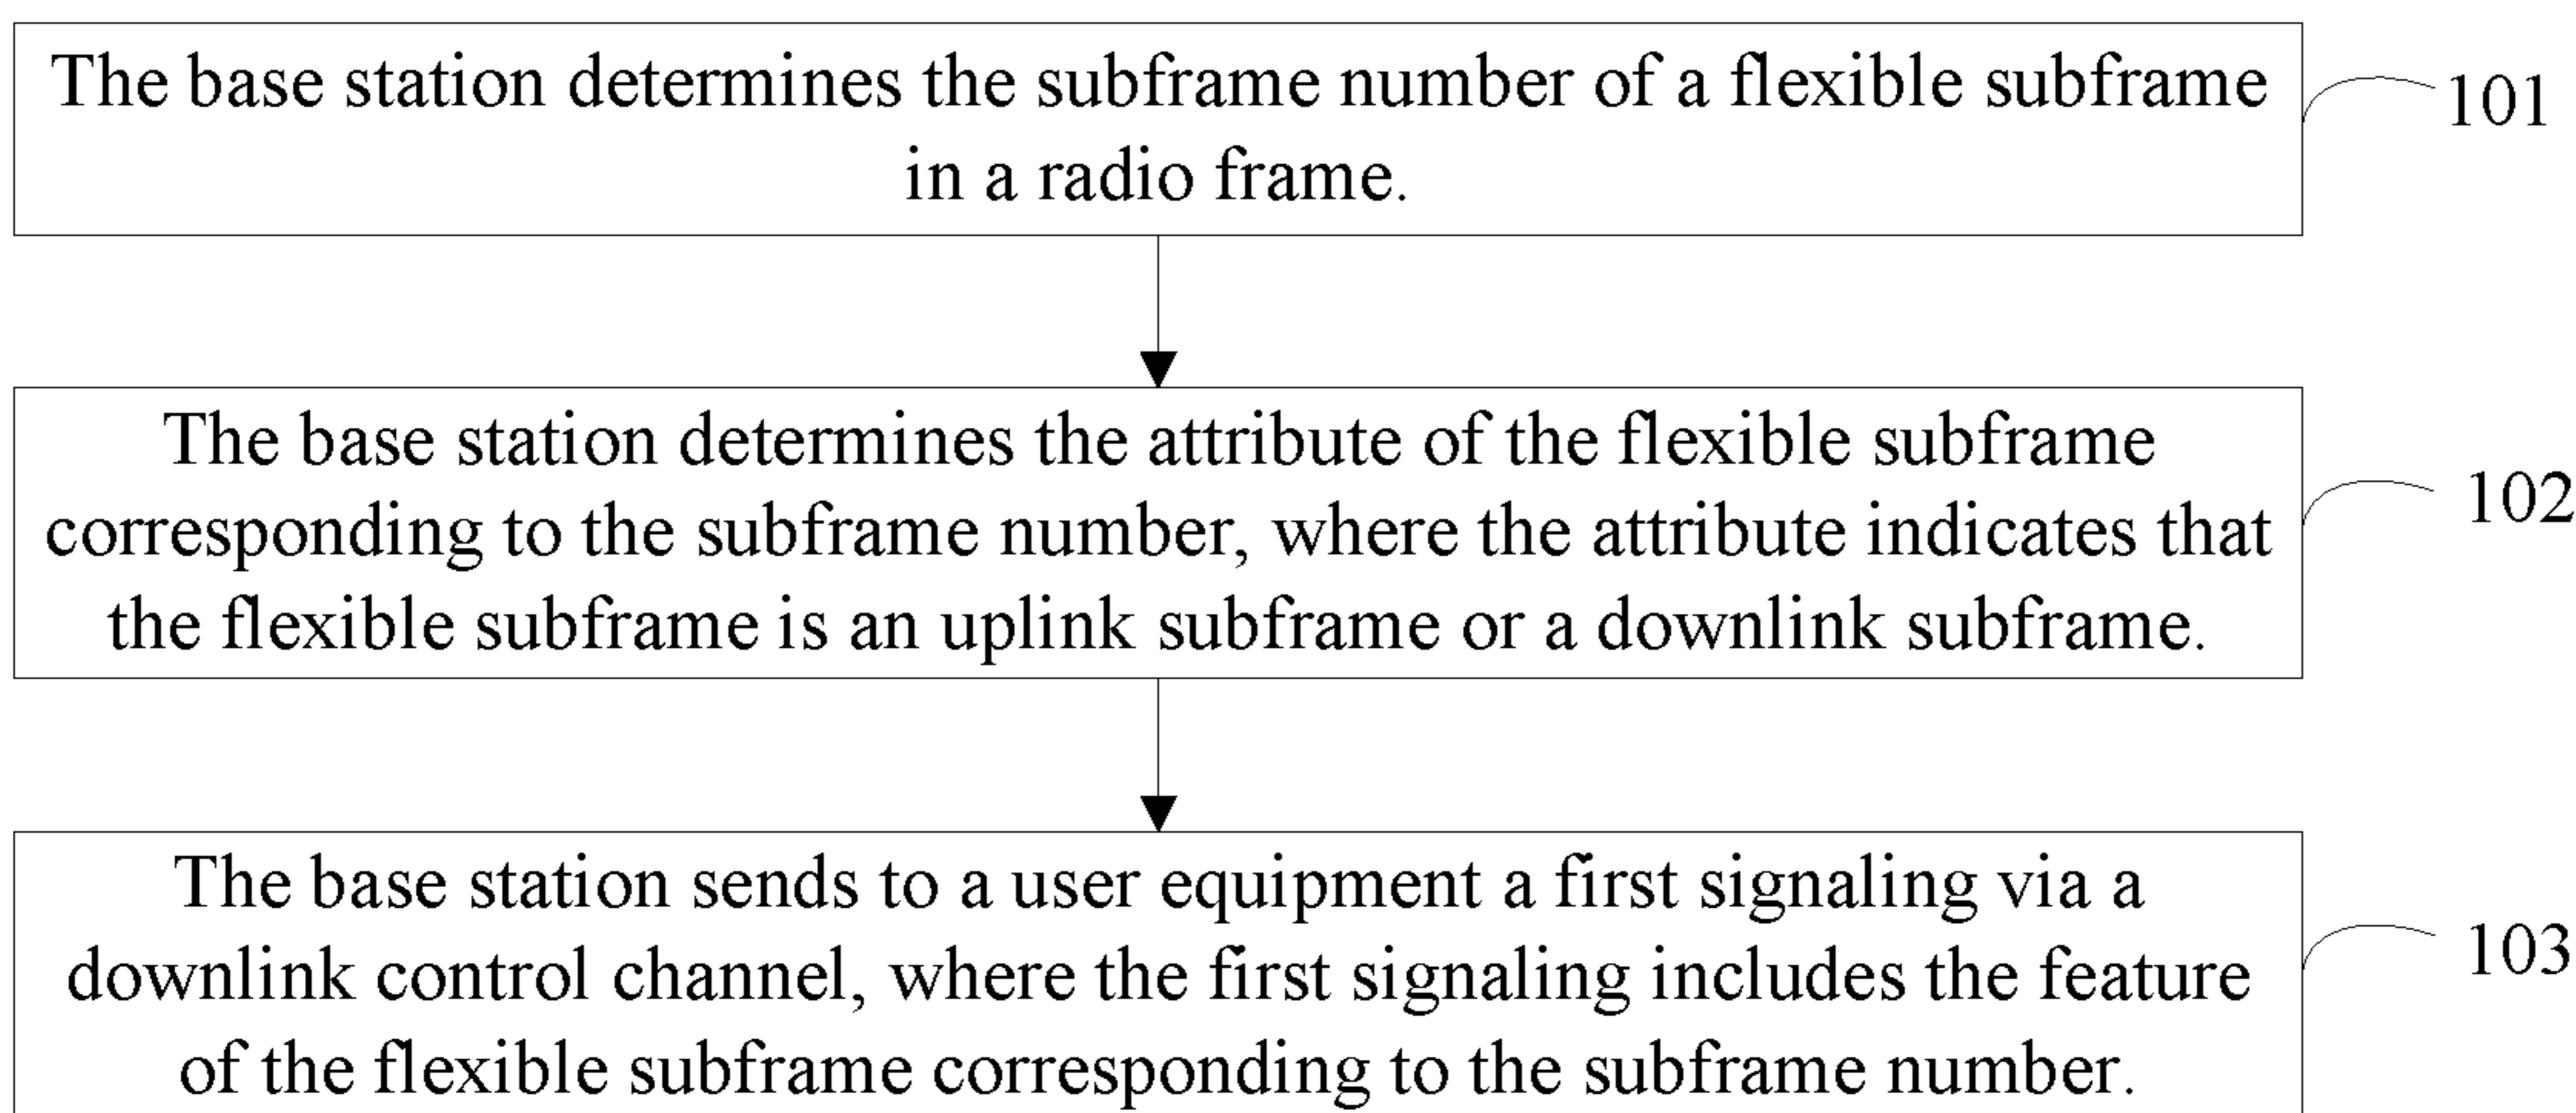 The base station determines the subframe number of a flexible subframe
in a radio frame.
101
The base station determines the attribute of the flexible subframe
corresponding to the subframe number, where the attribute indicates that
the flexible subframe is an uplink subframe or a downlink subframe.
102
The base station sends to a user equipment a first signaling via a
downlink control channel, where the first signaling includes the feature
of the flexible subframe corresponding to the subframe number.
103